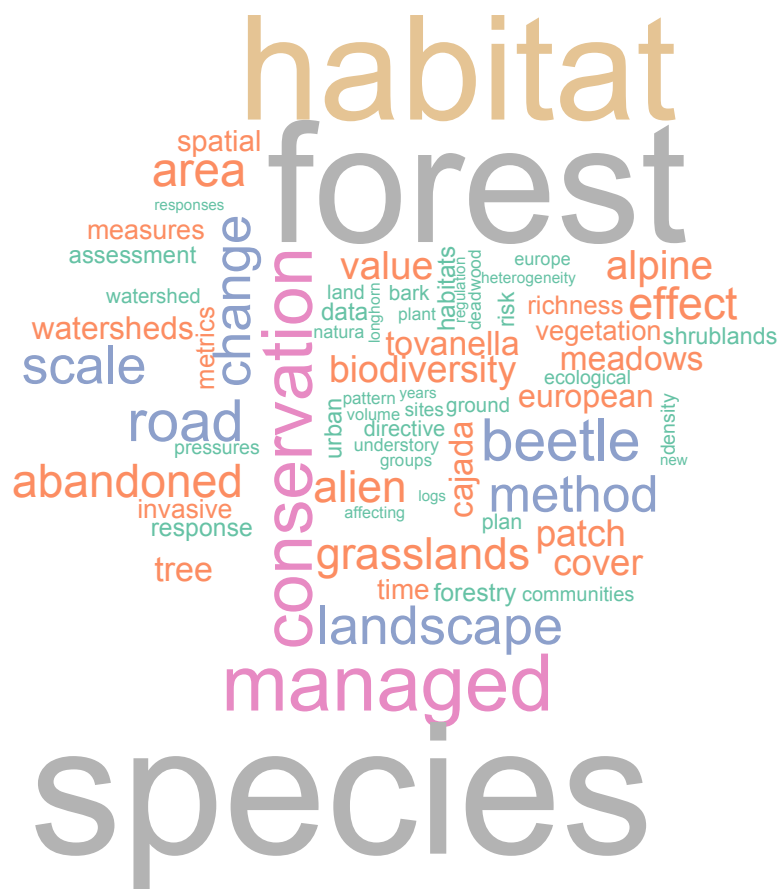 habitat
forest
spatial
area
responses
measures
change
assessment
conservation
value
habitats
regulation
deadwood
europe
alpine
heterogeneity
watershed
land
longhorn
bark
risk
richness
effect
data
plant
watersheds
metrics
natura
tovanella
vegetation
shrublands
scale
biodiversity
meadows
ecological
european
road
urban
pattern
years
volume
sites
ground
density
directive
cajada
beetle
pressures
understory
groups
new
abandoned
alien
logs
method
invasive
affecting
response
plan
patch
tree
grasslands
cover
time
forestry
communities
landscape
managed
species